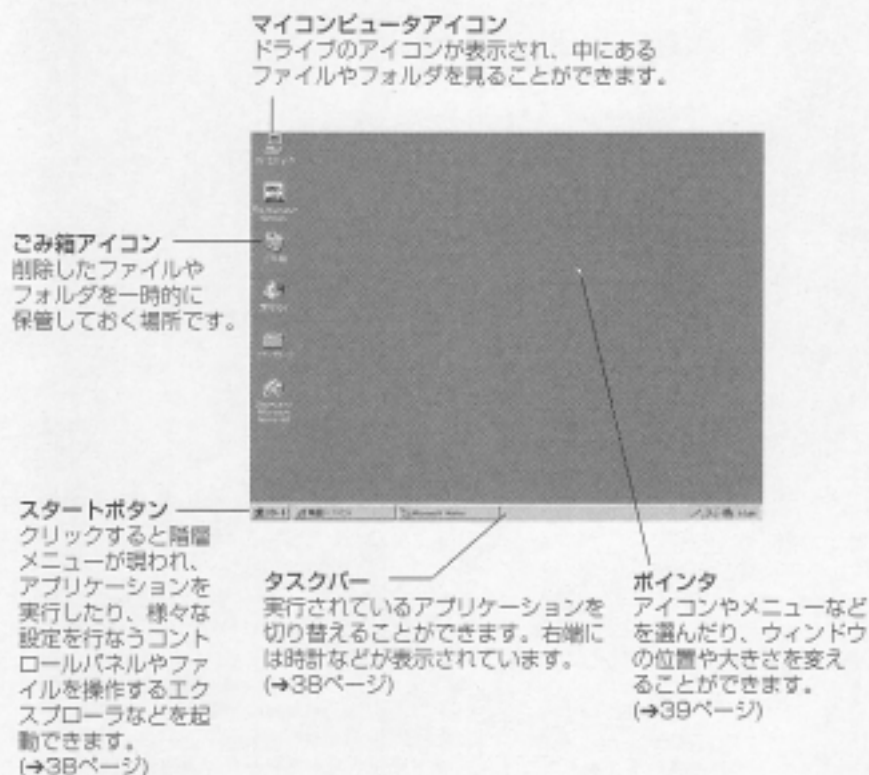 マイコンピュータアイコン
ドライブのアイコンが表示され、中にある
ファイルやフォルダを見ることができます。
ごみ箱アイコン
削除したファイルや
フォルダを一時的に
保管しておく場所です。
スタートボタン
クリックすると階層
メニューが現われ、
アプリケーションを
実行したり、様々な
設定を行なうコント
ロールパネルやファ
イルを操作するエク
スプローラなどを起
動できます。
(→38ページ)
タスクバー
実行されているアプリケーションを
切り替えることができます。右端に
は時計などが表示されています。
(→38ページ)
ポインタ
アイコンやメニューなど
を選んだり、ウィンドウ
の位置や大きさを変え
ることができます。
(→39ページ)